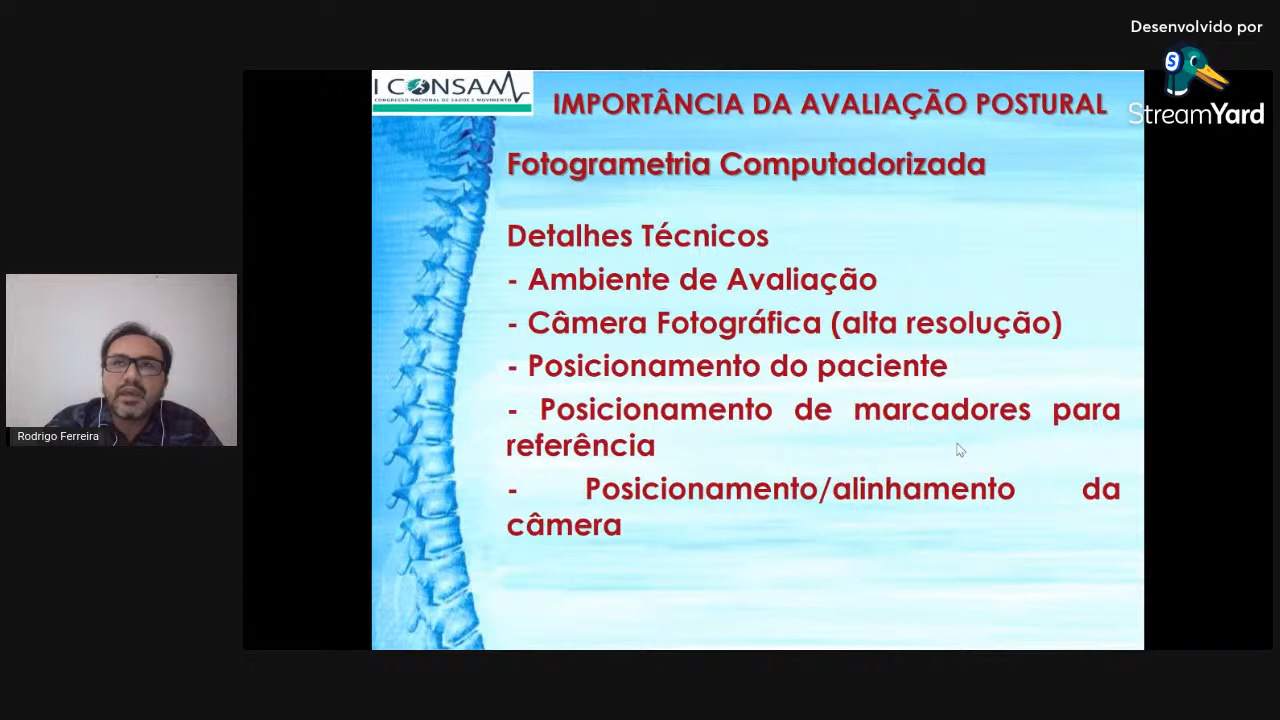 Desenvolvido por
StreamYard
I CONSAM
CONGRESSO NACIONAL DE SAÚDE E MOVIMENTO
IMPORTÂNCIA DA AVALIAÇÃO POSTURAL
Fotogrametria Computadorizada
Detalhes Técnicos
- Ambiente de Avaliação
- Câmera Fotográfica (alta resolução)
- Posicionamento do paciente
- Posicionamento de marcadores para
referência
- Posicionamento/alinhamento da
câmera
Rodrigo Ferreira